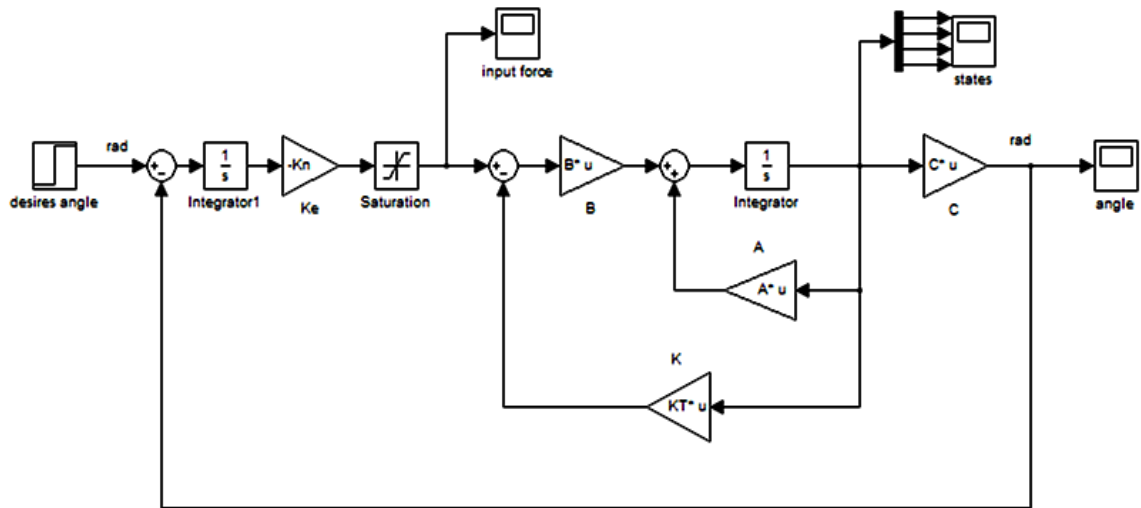 input force
states
rad
rad
+
−
1
s
-Kn
+
−
B* u
+
+
1
s
C* u
desires angle
Integrator1
Ke
Saturation
B
Integrator
C
angle
A
A* u
K
KT* u